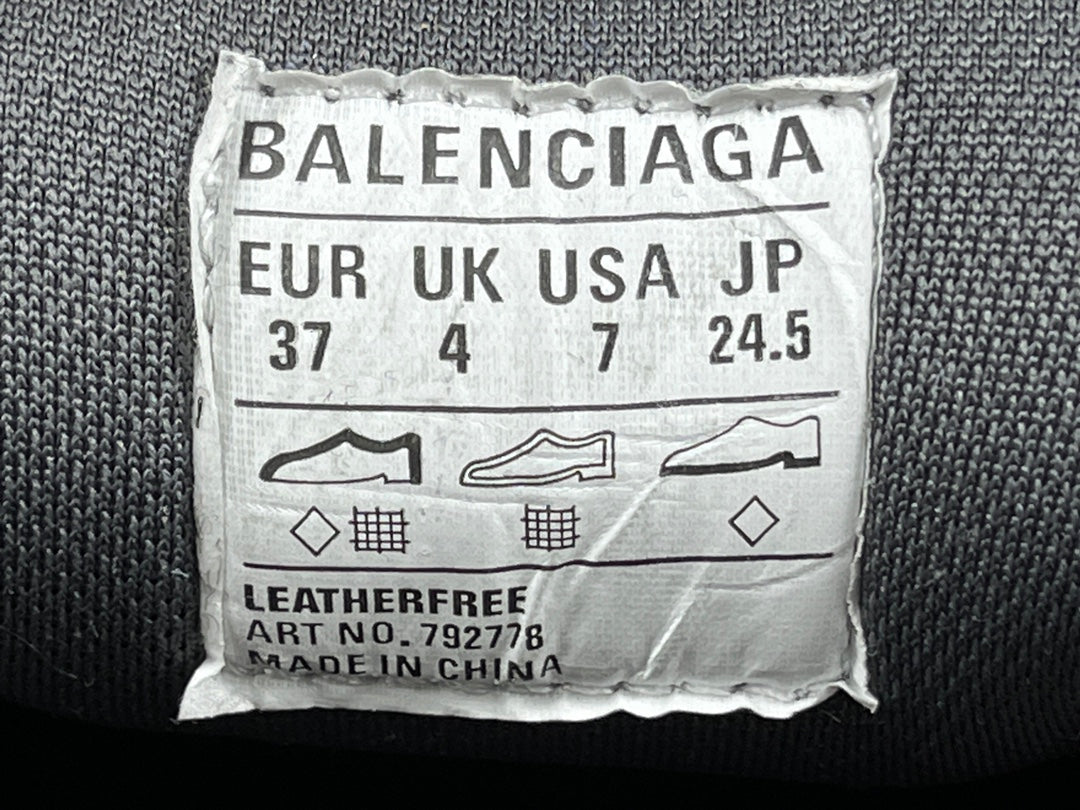 BALENCIAGA
EUR UK USA JP
37 4 7 24.5
LEATHERFREE
ART NO. 792778
MADE IN CHINA